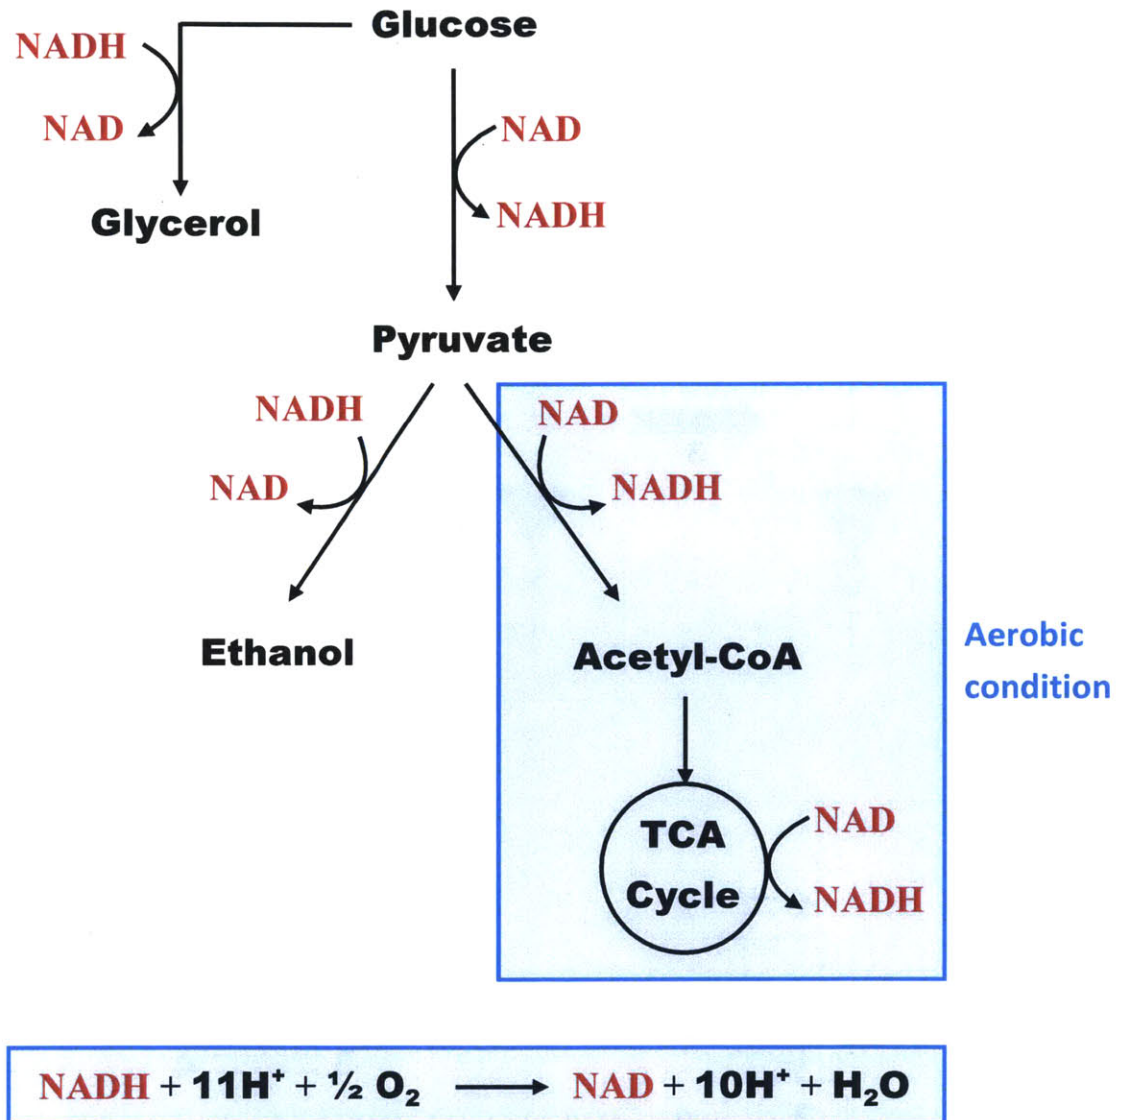 Glucose
NADH
NAD
NAD
NADH
Glycerol
Pyruvate
NADH
NAD
NAD
NADH
Ethanol
Acetyl-CoA
Aerobic
condition
TCA
Cycle
NAD
NADH
NADH + 11H⁺ + ½ O₂ ⟶ NAD + 10H⁺ + H₂O